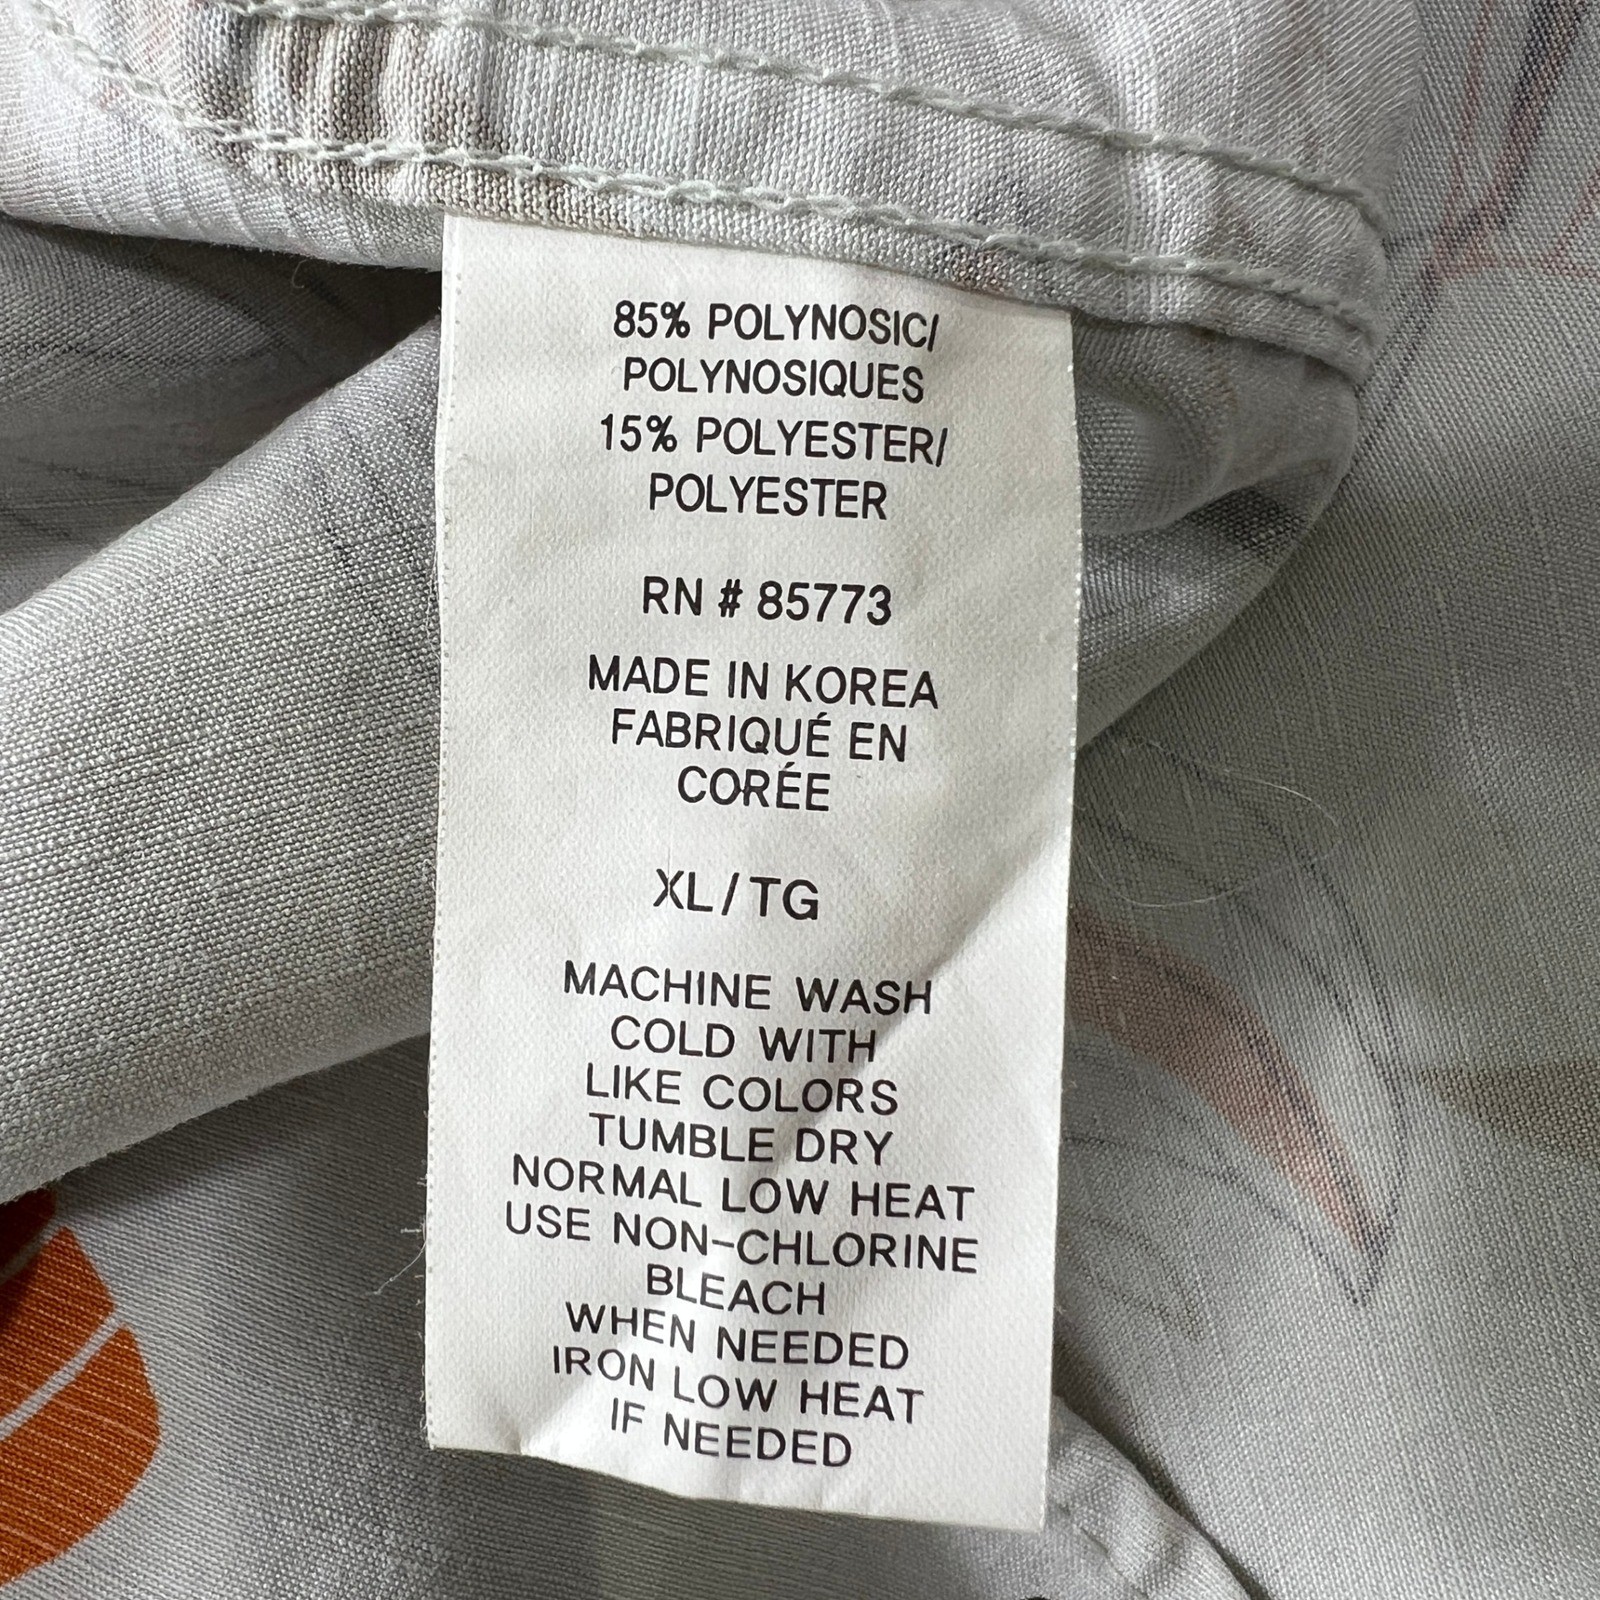 85% POLYNOSIC/
POLYNOSIQUES
15% POLYESTER/
POLYESTER
RN # 85773
MADE IN KOREA
FABRIQUÉ EN
CORÉE
XL/TG
MACHINE WASH
COLD WITH
LIKE COLORS
TUMBLE DRY
NORMAL LOW HEAT
USE NON-CHLORINE
BLEACH
WHEN NEEDED
IRON LOW HEAT
IF NEEDED